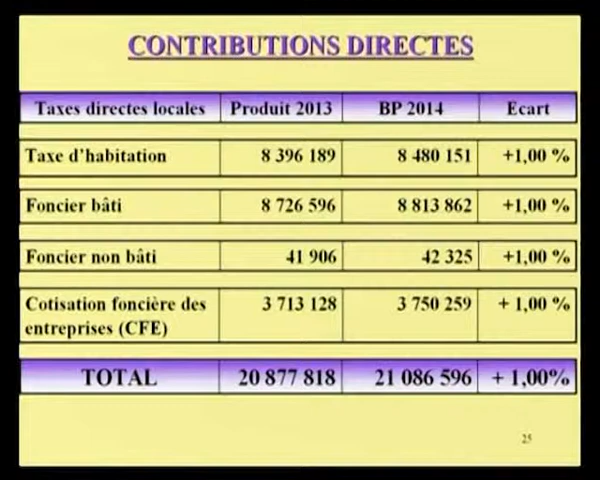 CONTRIBUTIONS DIRECTES
Taxes directes locales Produit 2013 BP 2014 Ecart
Taxe d'habitation 8 396 189 8 480 151 +1,00 %
Foncier bâti 8 726 596 8 813 862 +1,00 %
Foncier non bâti 41 906 42 325 +1,00 %
Cotisation foncière des 3 713 128 3 750 259 + 1,00 %
entreprises (CFE)
TOTAL 20 877 818 21 086 596 + 1,00%
25